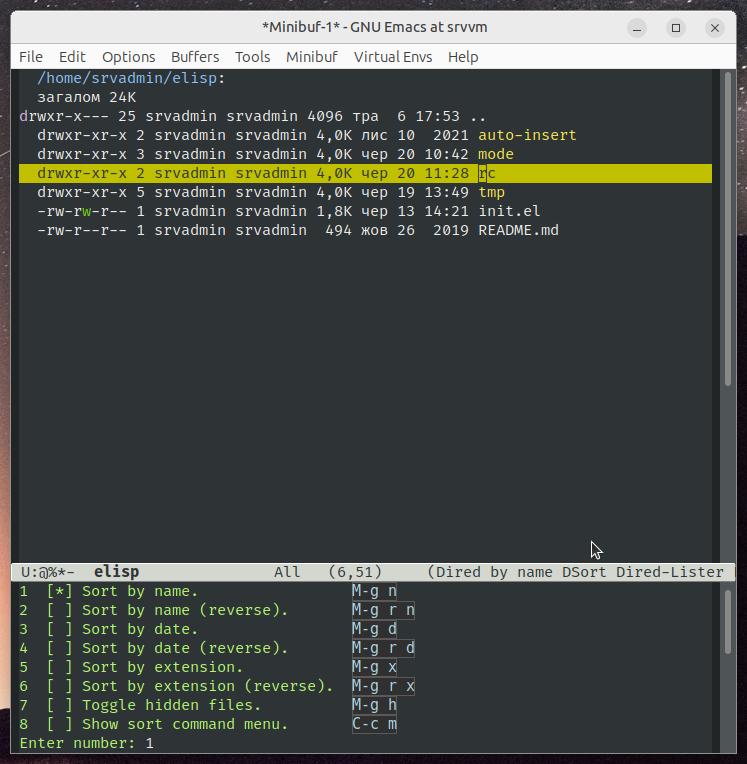 *Minibuf-1* - GNU Emacs at srvvm
File Edit Options Buffers Tools Minibuf Virtual Envs Help
/home/srvadmin/elisp:
загалом 24K
drwxr-x--- 25 srvadmin srvadmin 4096 тра  6 17:53 ..
drwxr-xr-x 2 srvadmin srvadmin 4,0K лис 10  2021 auto-insert
drwxr-xr-x 3 srvadmin srvadmin 4,0K чер 20 10:42 mode
drwxr-xr-x 2 srvadmin srvadmin 4,0K чер 20 11:28 rc
drwxr-xr-x 5 srvadmin srvadmin 4,0K чер 19 13:49 tmp
-rw-rw-r-- 1 srvadmin srvadmin 1,8K чер 13 14:21 init.el
-rw-r--r-- 1 srvadmin srvadmin  494 жов 26  2019 README.md
U:@%*-  elisp               All   (6,51)     (Dired by name DSort Dired-Lister
1  [*] Sort by name.                 M-g n
2  [ ] Sort by name (reverse).       M-g r n
3  [ ] Sort by date.                 M-g d
4  [ ] Sort by date (reverse).       M-g r d
5  [ ] Sort by extension.            M-g x
6  [ ] Sort by extension (reverse).  M-g r x
7  [ ] Toggle hidden files.          M-g h
8  [ ] Show sort command menu.       C-c m
Enter number: 1